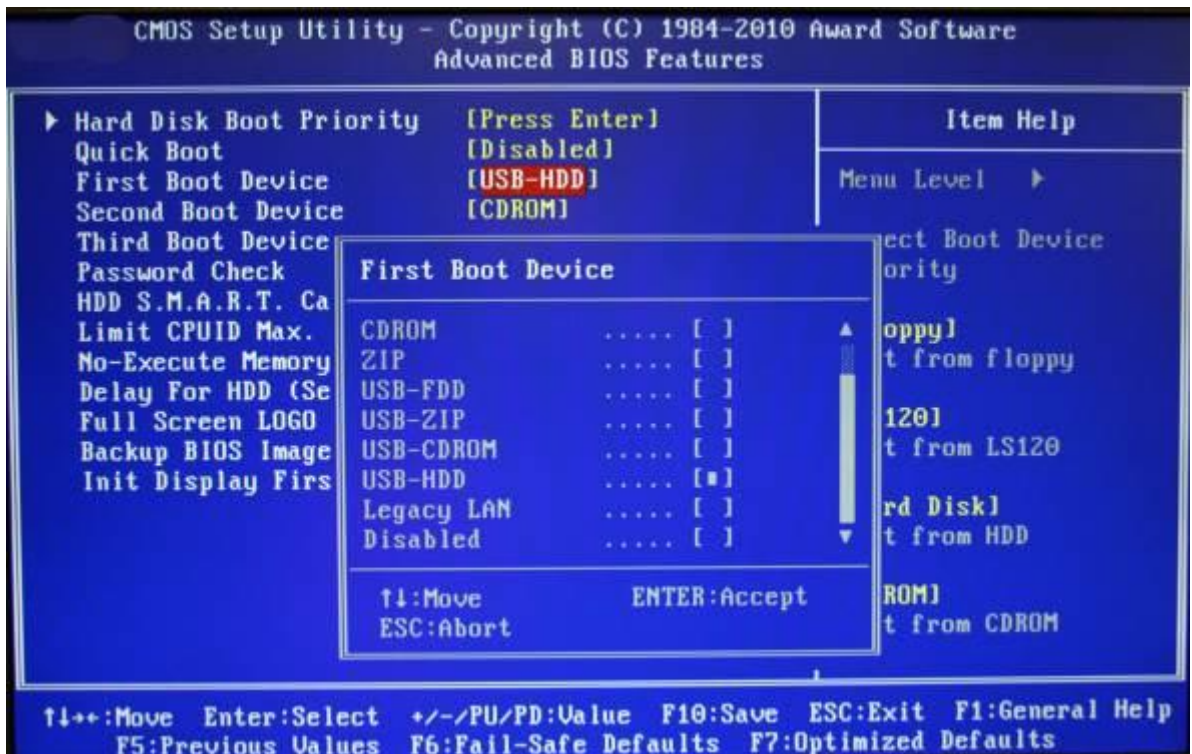 CMOS Setup Utility - Copyright (C) 1984-2010 Award Software
Advanced BIOS Features
▶ Hard Disk Boot Priority [Press Enter]
Quick Boot [Disabled]
First Boot Device [USB-HDD]
Second Boot Device [CDROM]
Third Boot Device
Password Check
HDD S.M.A.R.T. Ca
Limit CPUID Max.
No-Execute Memory
Delay For HDD (Se
Full Screen LOGO
Backup BIOS Image
Init Display Firs
First Boot Device
CDROM ..... [ ]
ZIP ..... [ ]
USB-FDD ..... [ ]
USB-ZIP ..... [ ]
USB-CDROM ..... [ ]
USB-HDD ..... [■]
Legacy LAN ..... [ ]
Disabled ..... [ ]
↑↓:Move ENTER:Accept
ESC:Abort
Item Help
Menu Level ▶
ect Boot Device
ority
oppy]
t from floppy
120]
t from LS120
rd Disk]
t from HDD
ROM]
t from CDROM
↑↓→←:Move Enter:Select +/-/PU/PD:Value F10:Save ESC:Exit F1:General Help
F5:Previous Values F6:Fail-Safe Defaults F7:Optimized Defaults